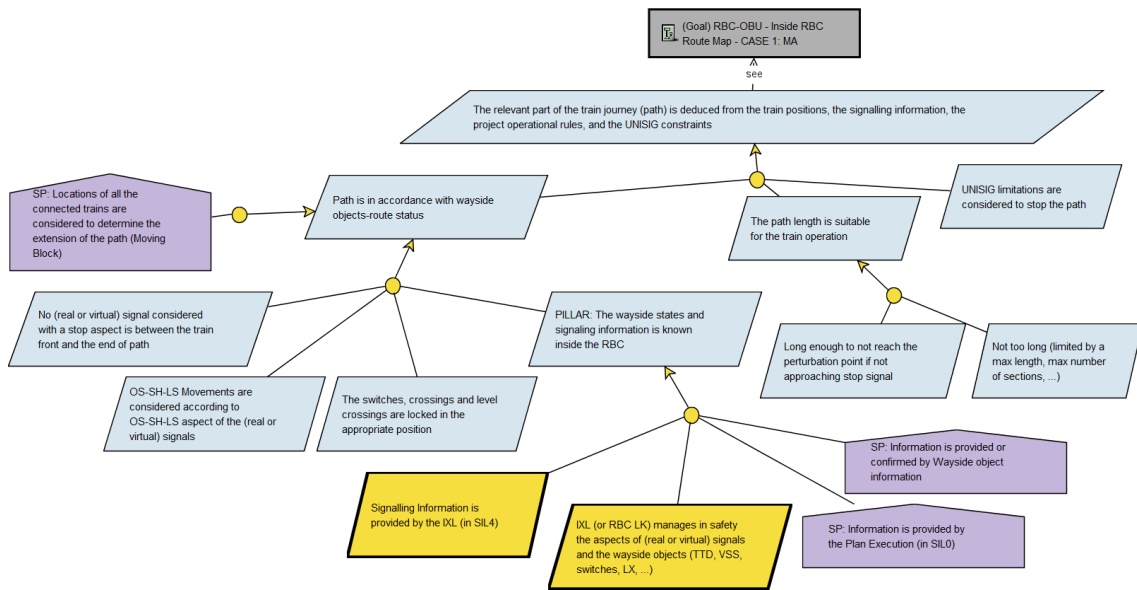 (Goal) RBC-OBU - Inside RBC
Route Map - CASE 1: MA
see
The relevant part of the train journey (path) is deduced from the train positions, the signalling information, the
project operational rules, and the UNISIG constraints
SP: Locations of all the
connected trains are
considered to determine the
extension of the path (Moving
Block)
Path is in accordance with wayside
objects-route status
The path length is suitable
for the train operation
UNISIG limitations are
considered to stop the path
No (real or virtual) signal considered
with a stop aspect is between the train
front and the end of path
PILLAR: The wayside states and
signaling information is known
inside the RBC
Long enough to not reach the
perturbation point if not
approaching stop signal
Not too long (limited by a
max length, max number
of sections, ...)
OS-SH-LS Movements are
considered according to
OS-SH-LS aspect of the (real or
virtual) signals
The switches, crossings and level
crossings are locked in the
appropriate position
SP: Information is provided or
confirmed by Wayside object
information
Signalling Information is
provided by the IXL (in SIL4)
IXL (or RBC LK) manages in safety
the aspects of (real or virtual) signals
and the wayside objects (TTD, VSS,
switches, LX, ...)
SP: Information is provided by
the Plan Execution (in SIL0)